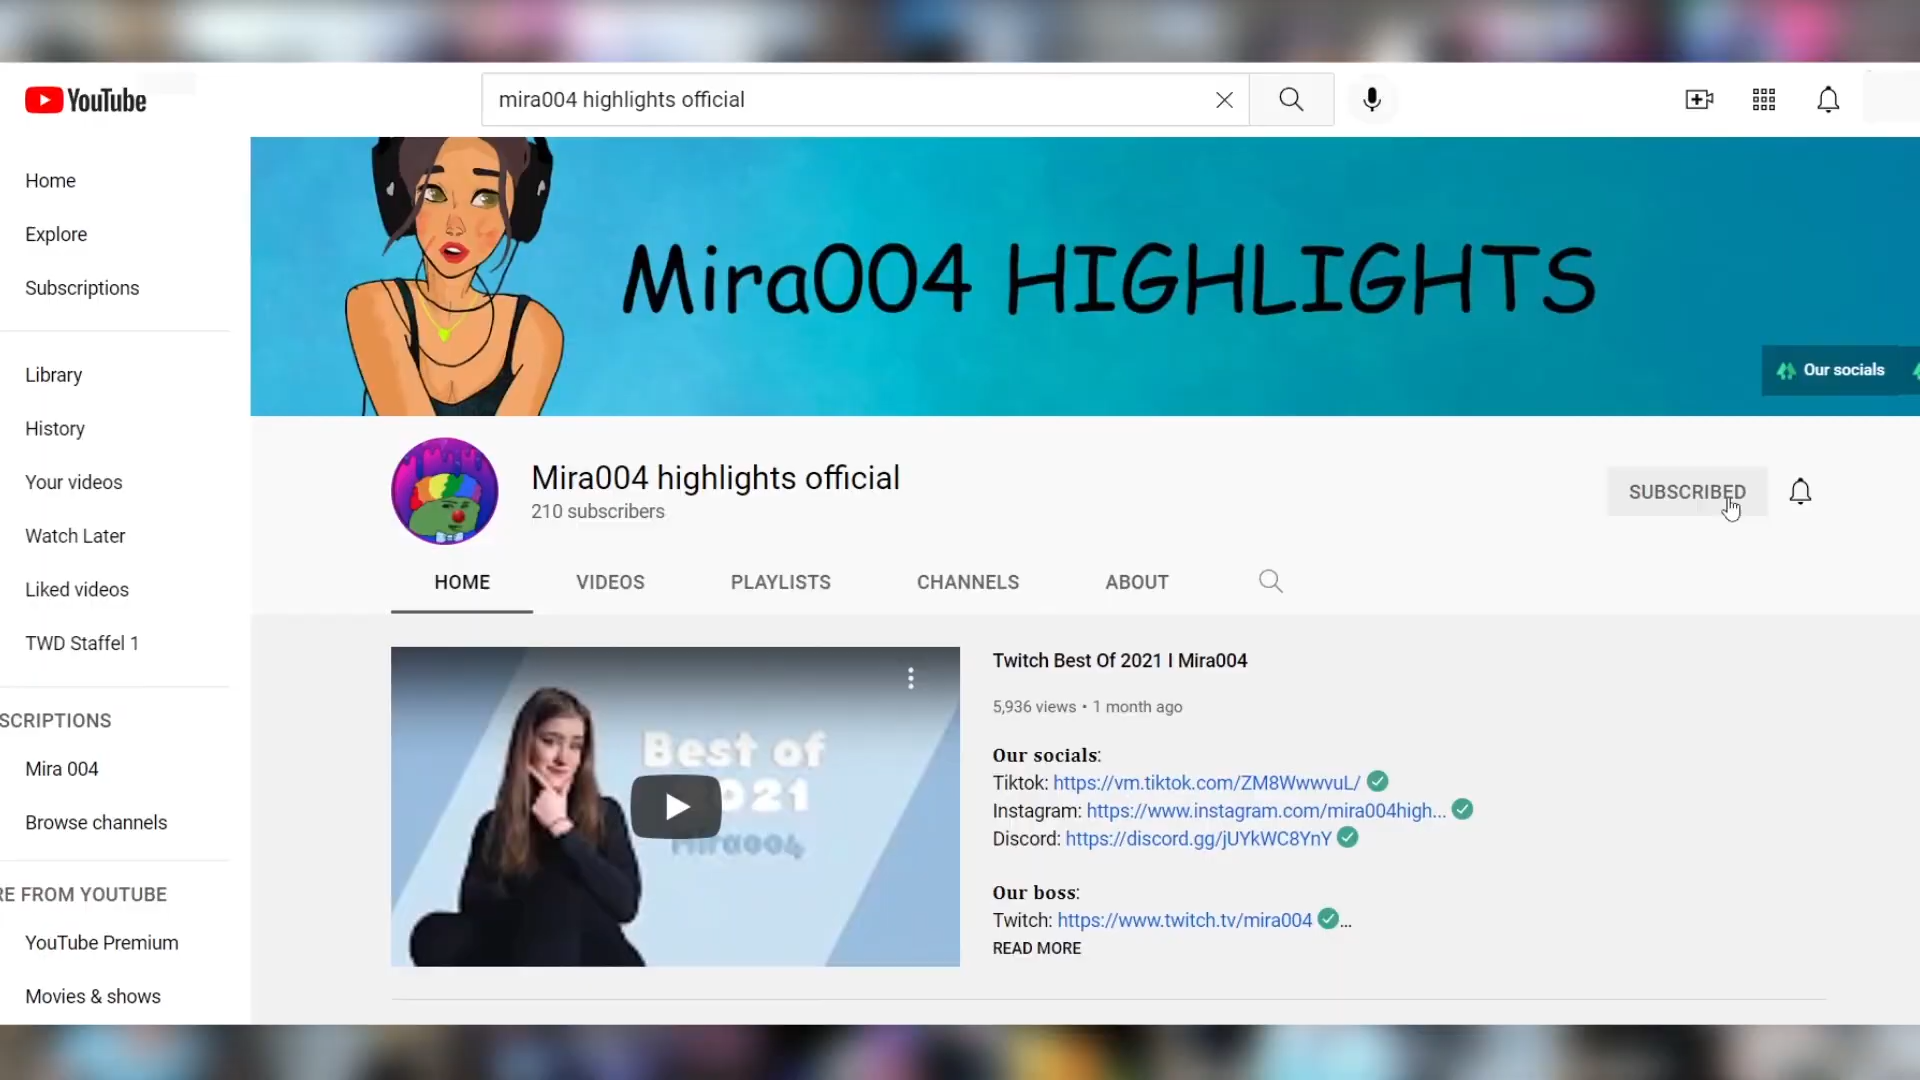 YouTube
mira004 highlights official
Home
Explore
Subscriptions
Library
History
Your videos
Watch Later
Liked videos
TWD Staffel 1
SCRIPTIONS
Mira 004
Browse channels
RE FROM YOUTUBE
YouTube Premium
Movies & shows
Mira004 HIGHLIGHTS
Our socials
Mira004 highlights official
210 subscribers
SUBSCRIBED
HOME VIDEOS PLAYLISTS CHANNELS ABOUT
Best of
2021
Mira004
Twitch Best Of 2021 I Mira004
5,936 views • 1 month ago
Our socials:
Tiktok: https://vm.tiktok.com/ZM8WwwvuL/
Instagram: https://www.instagram.com/mira004high...
Discord: https://discord.gg/jUYkWC8YnY
Our boss:
Twitch: https://www.twitch.tv/mira004 ...
READ MORE